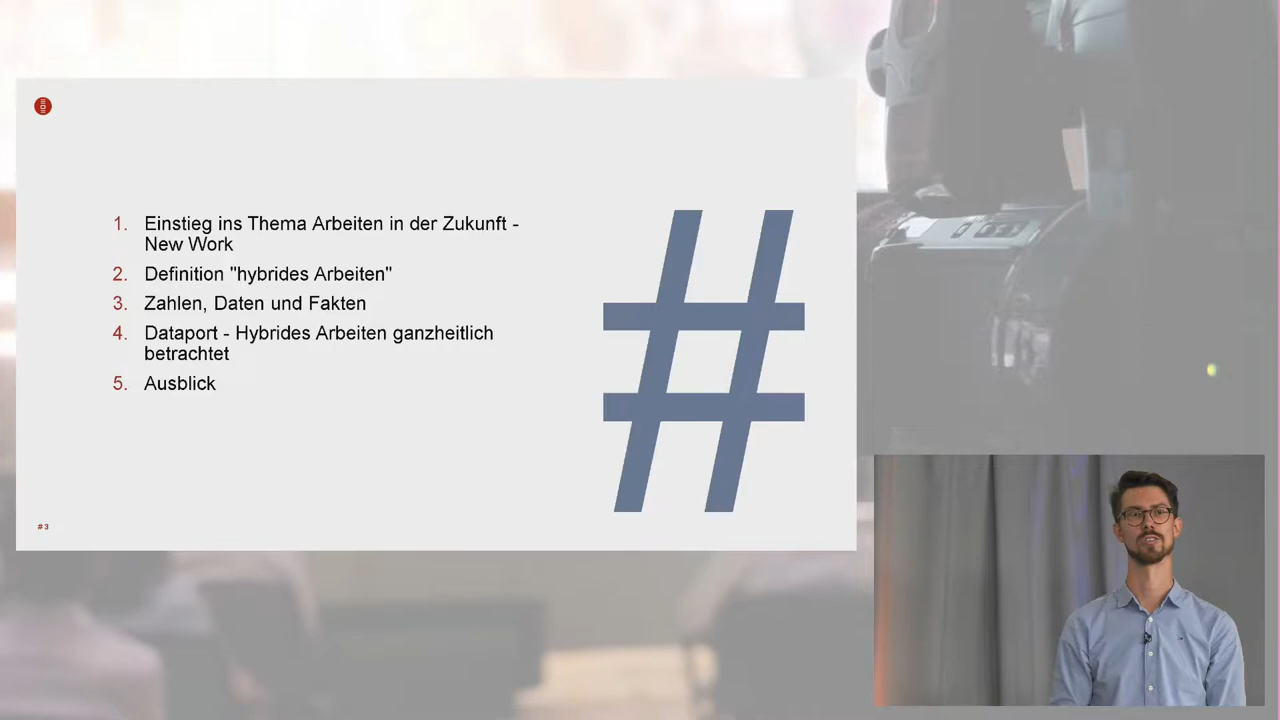 1. Einstieg ins Thema Arbeiten in der Zukunft -
New Work
2. Definition "hybrides Arbeiten"
3. Zahlen, Daten und Fakten
4. Dataport - Hybrides Arbeiten ganzheitlich
betrachtet
5. Ausblick
#
#3